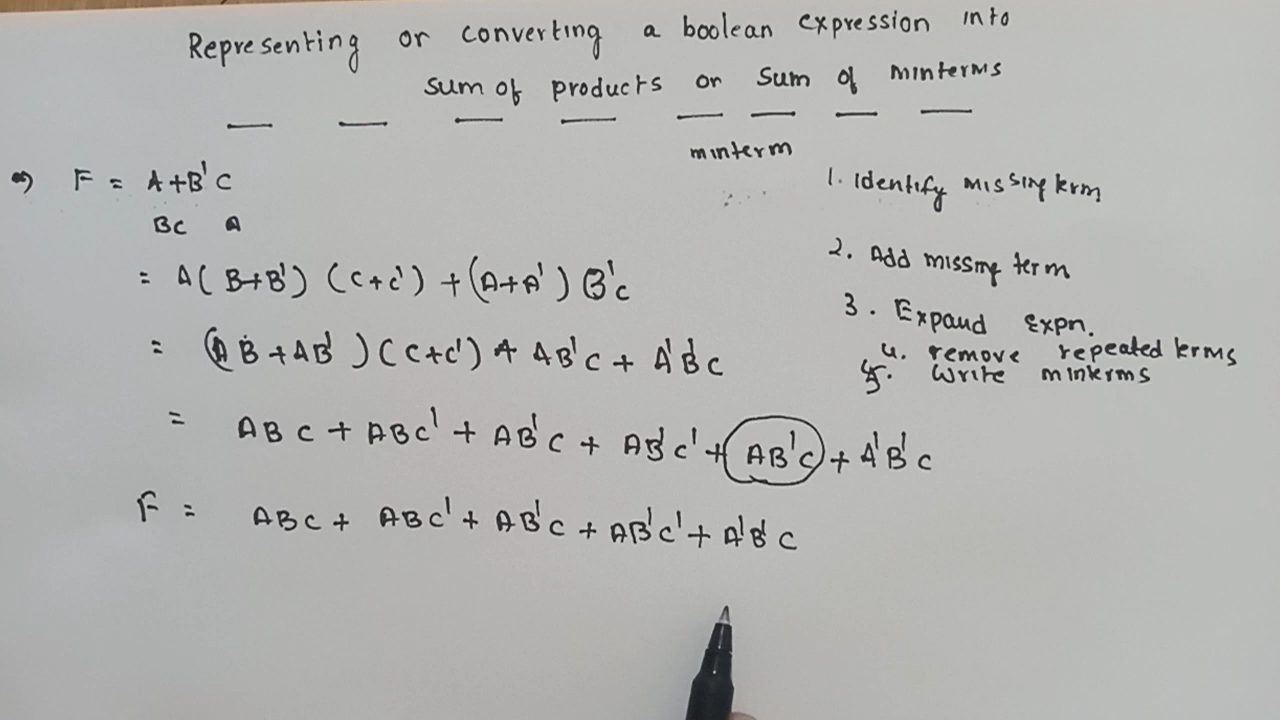 Representing or converting a boolean expression into
sum of products or sum of minterms
minterm
⇒ F = A+B'C
BC A
= A(B+B')(C+C')+(A+A')B'C
= (AB+AB')(C+C')+AB'C+A'B'C
= ABC+ABC'+AB'C+AB'C'+AB'C+A'B'C
F = ABC+ABC'+AB'C+AB'C'+A'B'C
1. Identify missing term
2. Add missing term
3. Expand expn.
4. remove repeated terms
5. Write minterms